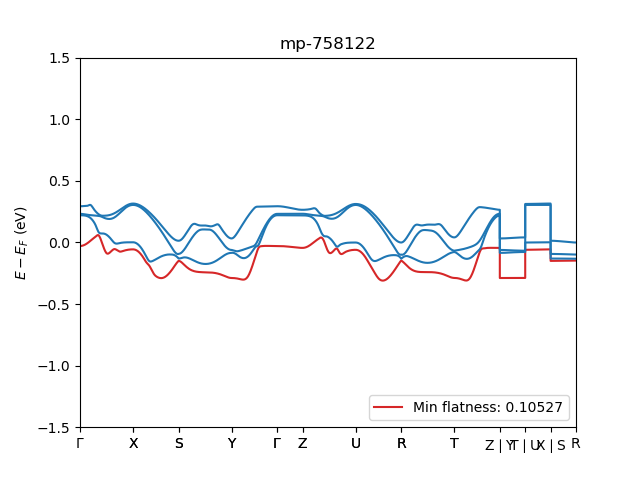 mp-758122
1.5
1.0
0.5
0.0
−0.5
−1.0
−1.5
E − E_F (eV)
Min flatness: 0.10527
Γ X S Y Γ Z U R T Z | Y T | U X | S R